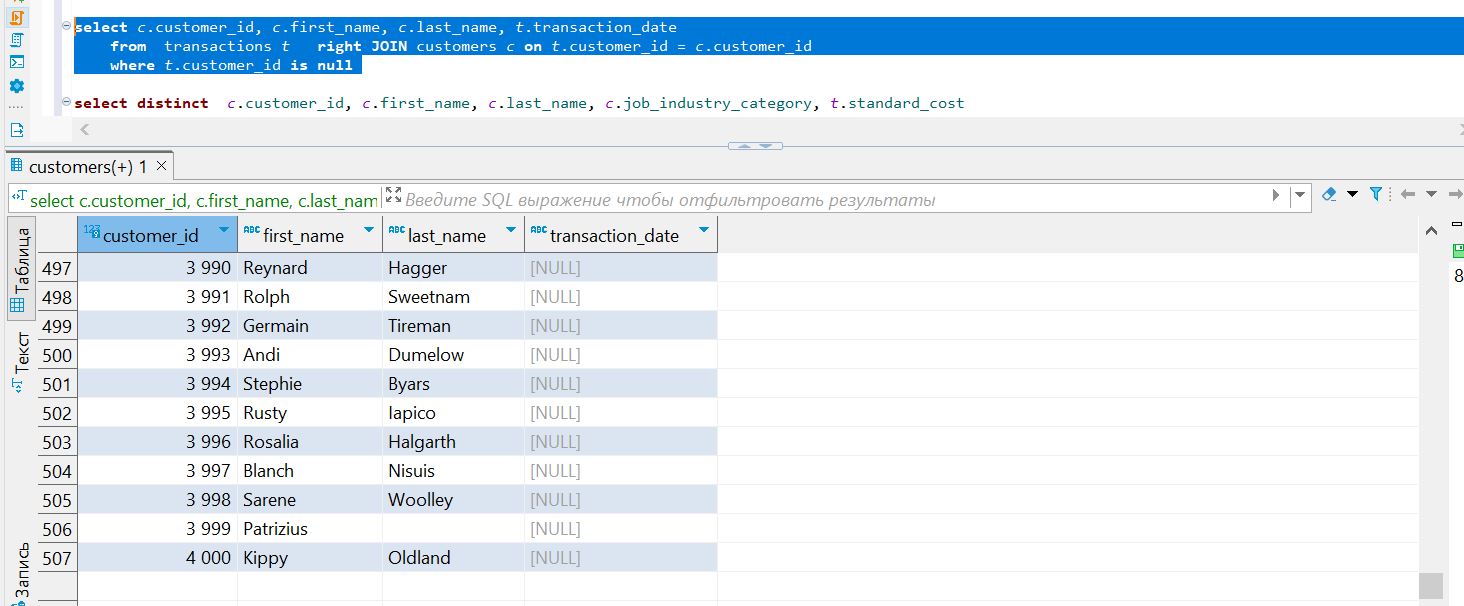 select c.customer_id, c.first_name, c.last_name, t.transaction_date
from transactions t right JOIN customers c on t.customer_id = c.customer_id
where t.customer_id is null
select distinct c.customer_id, c.first_name, c.last_name, c.job_industry_category, t.standard_cost
customers(+) 1
select c.customer_id, c.first_name, c.last_nam
Введите SQL выражение чтобы отфильтровать результаты
Таблица
Текст
Запись
123 customer_id ABC first_name ABC last_name ABC transaction_date
497 3 990 Reynard Hagger [NULL]
498 3 991 Rolph Sweetnam [NULL]
499 3 992 Germain Tireman [NULL]
500 3 993 Andi Dumelow [NULL]
501 3 994 Stephie Byars [NULL]
502 3 995 Rusty Iapico [NULL]
503 3 996 Rosalia Halgarth [NULL]
504 3 997 Blanch Nisuis [NULL]
505 3 998 Sarene Woolley [NULL]
506 3 999 Patrizius [NULL]
507 4 000 Kippy Oldland [NULL]
8